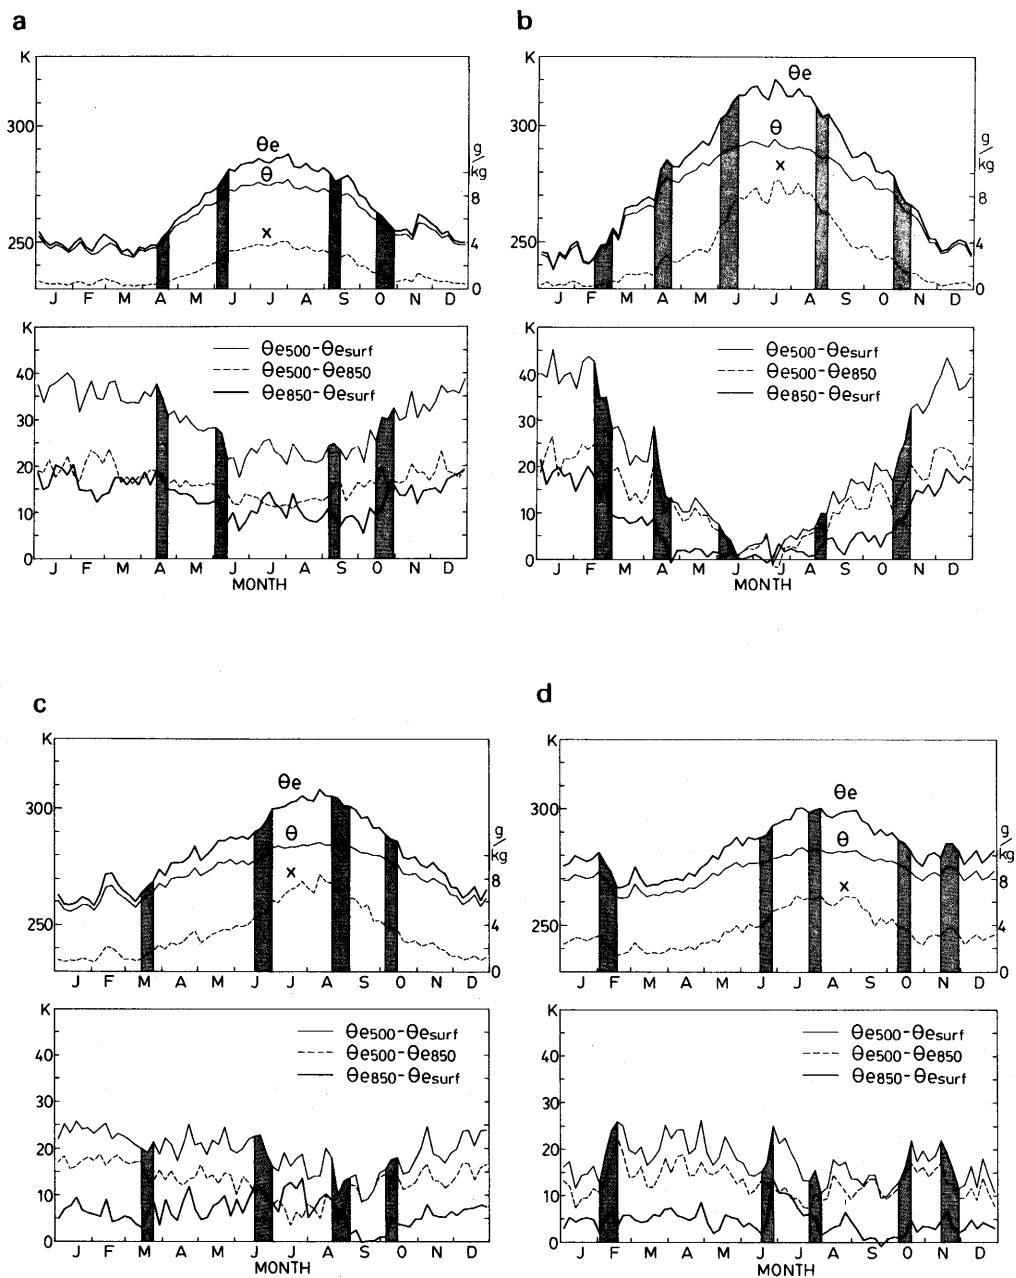 a
K
300
250
g/kg
8
4
0
θe
θ
x
J F M A M J J A S O N D
K
40
30
20
10
0
θe500-θesurf
θe500-θe850
θe850-θesurf
J F M A M J J A S O N D
MONTH
b
K
300
250
g/kg
8
4
0
θe
θ
x
J F M A M J J A S O N D
K
40
30
20
10
0
θe500-θesurf
θe500-θe850
θe850-θesurf
J F M A M J J A S O N D
MONTH
c
K
300
250
g/kg
8
4
0
θe
θ
x
J F M A M J J A S O N D
K
40
30
20
10
0
θe500-θesurf
θe500-θe850
θe850-θesurf
J F M A M J J A S O N D
MONTH
d
K
300
250
g/kg
8
4
0
θe
θ
x
J F M A M J J A S O N D
K
40
30
20
10
0
θe500-θesurf
θe500-θe850
θe850-θesurf
J F M A M J J A S O N D
MONTH